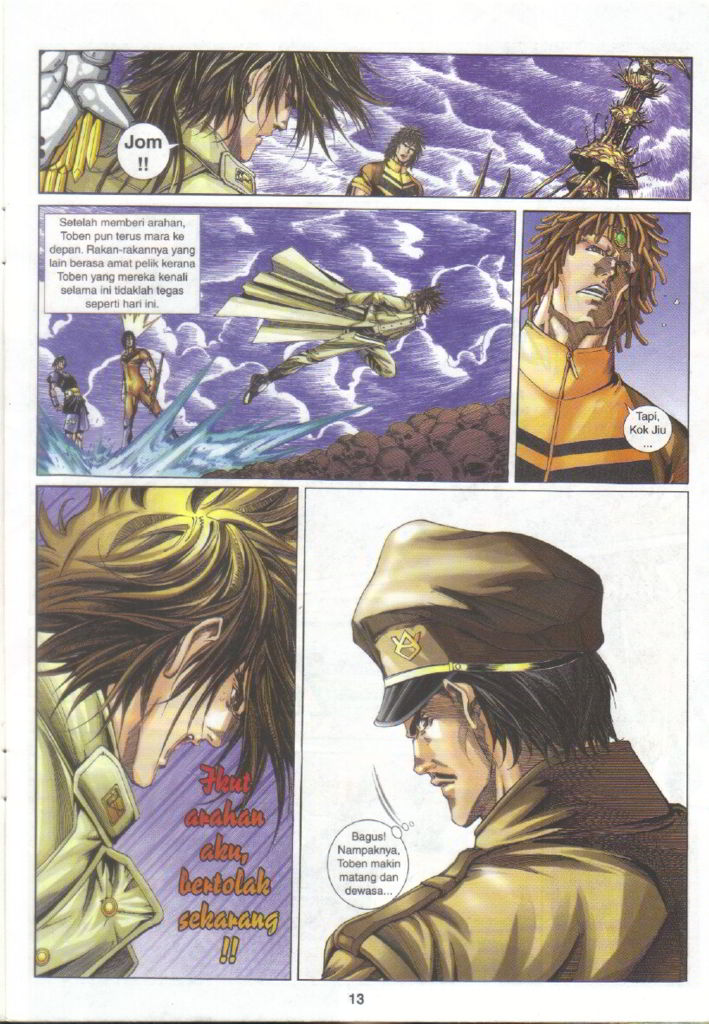 Jom
!!
Setelah memberi arahan,
Toben pun terus mara ke
depan. Rakan-rakannya yang
lain berasa amat pelik kerana
Toben yang mereka kenali
selama ini tidaklah tegas
seperti hari ini.
Tapi,
Kok Jiu
...
Ikut
arahan
aku,
bertolak
sekarang
!!
Bagus!
Nampaknya,
Toben makin
matang dan
dewasa...
13